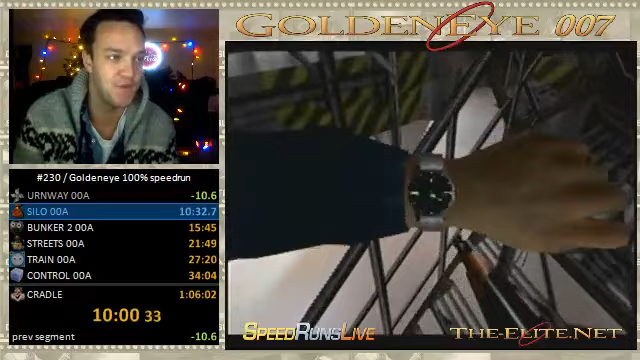 GOLDENEYE 007
#230 / Goldeneye 100% speedrun
URNWAY 00A -10.6
SILO 00A 10:32.7
BUNKER 2 00A 15:45
STREETS 00A 21:49
TRAIN 00A 27:20
CONTROL 00A 34:04
CRADLE 1:06:02
10:00 33
prev segment -10.6
SPEEDRUNSLIVE
THE-ELITE.NET